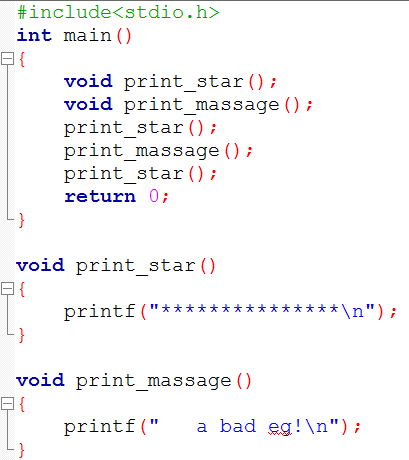 #include<stdio.h>
int main()
{
    void print_star();
    void print_massage();
    print_star();
    print_massage();
    print_star();
    return 0;
}

void print_star()
{
    printf("***************\n");
}

void print_massage()
{
    printf("   a bad eg!\n");
}